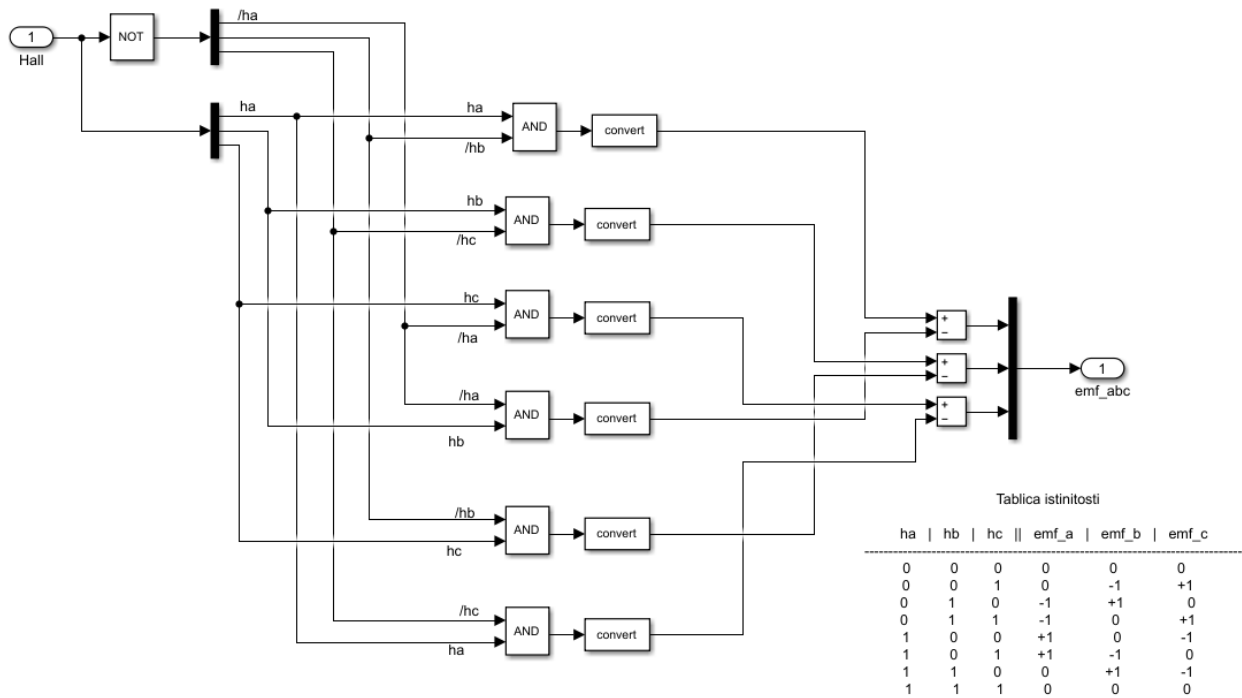 1
Hall
NOT
/ha
ha
ha
/hb
AND
convert
hb
/hc
AND
convert
hc
/ha
AND
convert
/ha
hb
AND
convert
/hb
hc
AND
convert
/hc
ha
AND
convert
+
−
+
−
+
−
1
emf_abc
Tablica istinitosti
ha | hb | hc || emf_a | emf_b | emf_c
--------------------------------------------------------------------------------
0 0 0 0 0 0
0 0 1 0 -1 +1
0 1 0 -1 +1 0
0 1 1 -1 0 +1
1 0 0 +1 0 -1
1 0 1 +1 -1 0
1 1 0 0 +1 -1
1 1 1 0 0 0